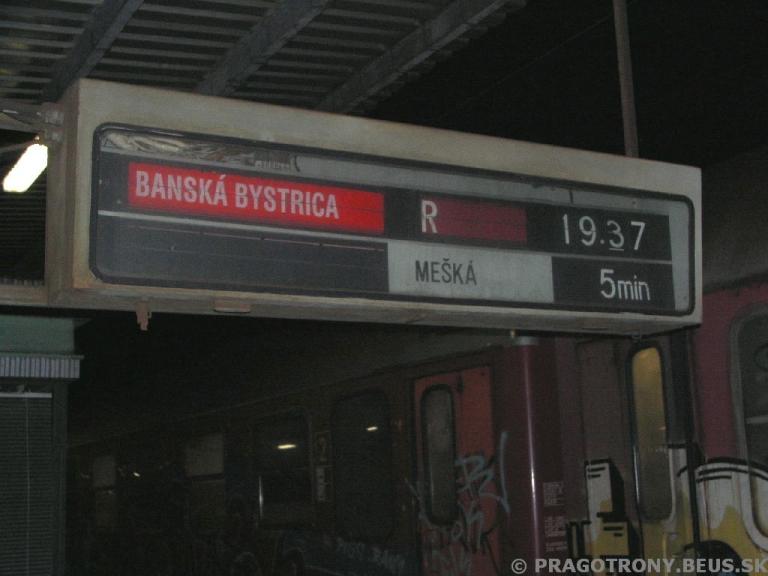 BANSKÁ BYSTRICA R 19.37
MEŠKÁ 5min
© PRAGOTRONY.BEUS.SK